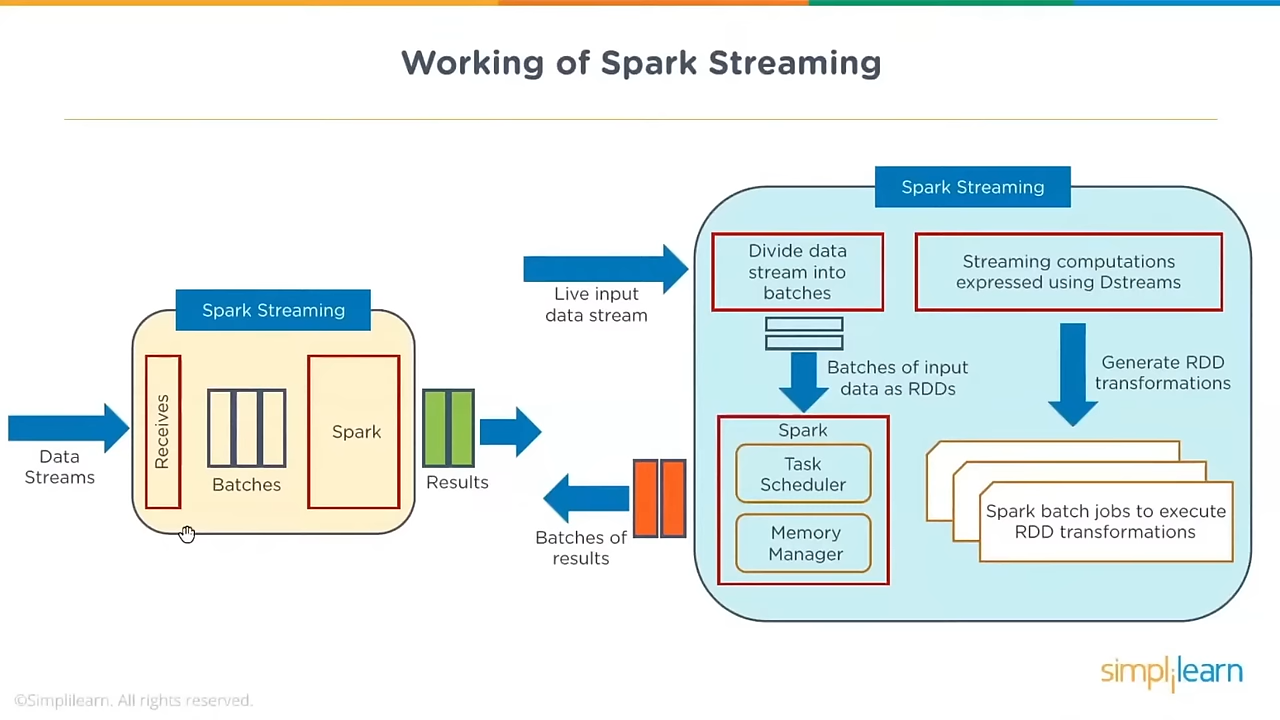 Working of Spark Streaming
Spark Streaming
Receives
Batches
Spark
Data
Streams
Results
Spark Streaming
Live input
data stream
Divide data
stream into
batches
Streaming computations
expressed using Dstreams
Batches of input
data as RDDs
Generate RDD
transformations
Spark
Task
Scheduler
Memory
Manager
Batches of
results
Spark batch jobs to execute
RDD transformations
simplilearn
©Simplilearn. All rights reserved.